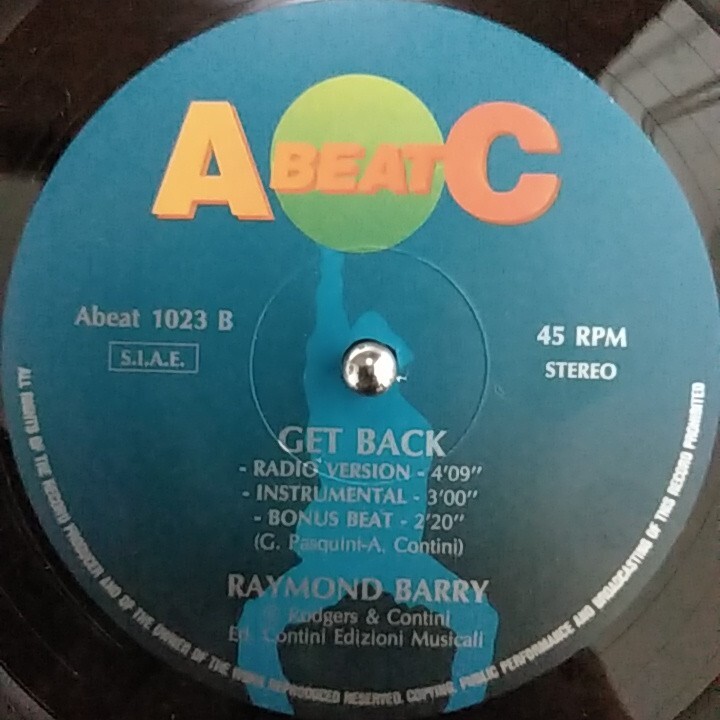 A BEAT C
Abeat 1023 B
S.I.A.E.
45 RPM
STEREO
GET BACK
- RADIO VERSION - 4'09"
- INSTRUMENTAL - 3'00"
- BONUS BEAT - 2'20"
(G. Pasquini-A. Contini)
RAYMOND BARRY
℗ Rodgers & Contini
Ed. Contini Edizioni Musicali
ALL RIGHTS OF THE RECORD PRODUCER AND OF THE OWNER OF THE WORK REPRODUCED RESERVED. COPYING, PUBLIC PERFORMANCE AND BROADCASTING OF THIS RECORD PROHIBITED